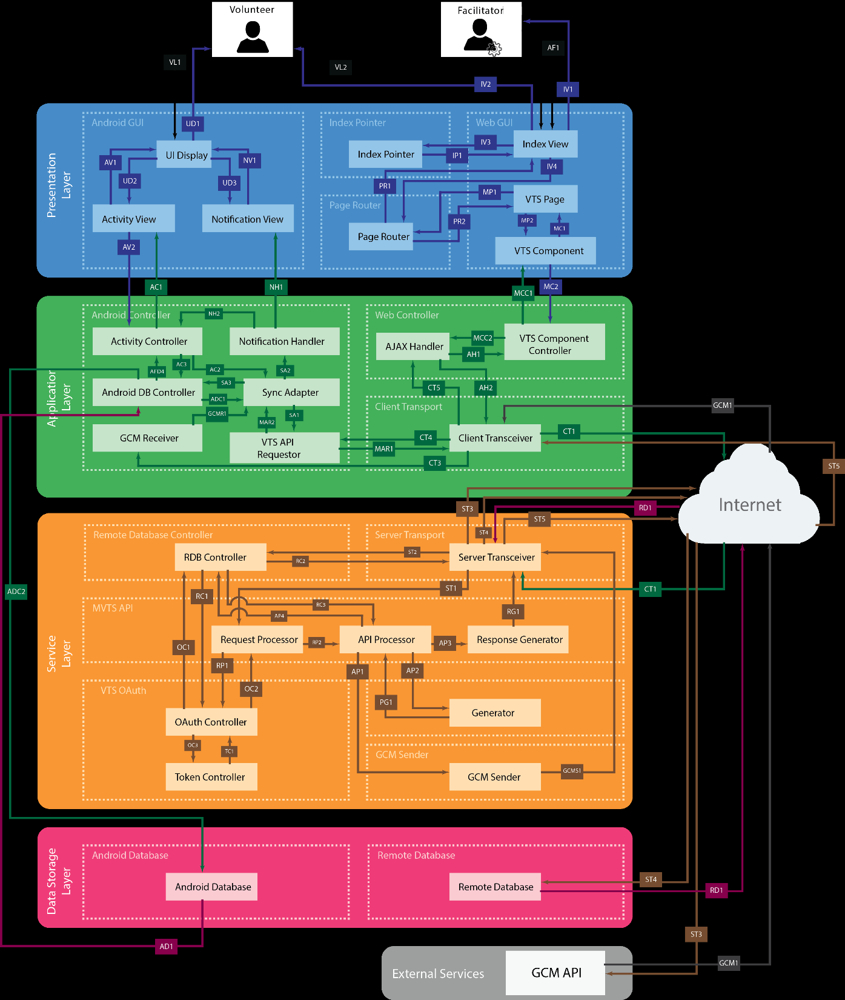 Volunteer
Facilitator
VL1
VL2
AF1
IV2
IV1
Presentation
Layer
Android GUI
UD1
Index Pointer
Web GUI
UI Display
Index Pointer
IV3
IP1
Index View
AV1
NV1
IV4
UD2
UD3
PR1
MP1
VTS Page
Page Router
Activity View
Notification View
PR2
MP2
MC1
Page Router
AV2
VTS Component
AC1
NH1
MCC1
MC2
Application
Layer
Android Controller
NH2
Web Controller
Activity Controller
Notification Handler
AJAX Handler
MCC2
AH1
VTS Component
Controller
AFD4
AC3
AC2
SA2
Android DB Controller
SA3
ADC1
Sync Adapter
CT5
AH2
Client Transport
GCM1
GCMR1
MAR2
SA1
GCM Receiver
VTS API
Requestor
CT4
MAR1
Client Transceiver
CT1
CT3
ST5
Internet
ST3
RD1
ST5
ST4
Service
Layer
Remote Database Controller
Server Transport
RDB Controller
ST2
RC2
Server Transceiver
ADC2
RC1
ST1
CT1
MVTS API
RC3
AP4
RG1
OC1
Request Processor
RP2
API Processor
AP3
Response Generator
RP1
AP1
AP2
VTS OAuth
OC2
PG1
Generator
OAuth Controller
OC3
TC1
GCM Sender
Token Controller
GCM Sender
GCMS1
Data Storage
Layer
Android Database
Remote Database
Android Database
Remote Database
ST4
RD1
AD1
ST3
External Services
GCM API
GCM1